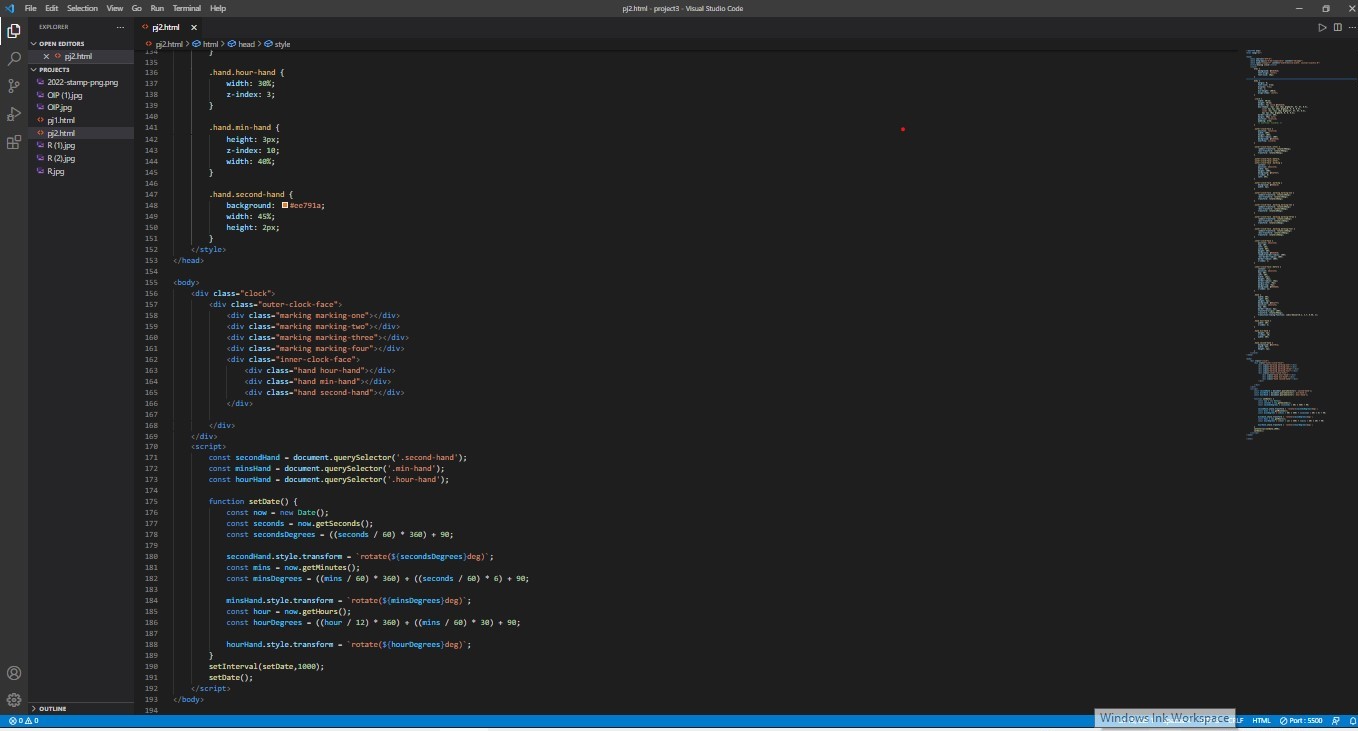 File Edit Selection View Go Run Terminal Help
pj2.html - project3 - Visual Studio Code
EXPLORER
OPEN EDITORS
pj2.html
PROJECT3
2022-stamp-png.png
OIP (1).jpg
OIP.jpg
pj1.html
pj2.html
R (1).jpg
R (2).jpg
R.jpg
OUTLINE
pj2.html
pj2.html > html > head > style
134 }
135
136 .hand.hour-hand {
137 width: 30%;
138 z-index: 3;
139 }
140
141 .hand.min-hand {
142 height: 3px;
143 z-index: 10;
144 width: 40%;
145 }
146
147 .hand.second-hand {
148 background: #ee791a;
149 width: 45%;
150 height: 2px;
151 }
152 </style>
153 </head>
154
155 <body>
156 <div class="clock">
157 <div class="outer-clock-face">
158 <div class="marking marking-one"></div>
159 <div class="marking marking-two"></div>
160 <div class="marking marking-three"></div>
161 <div class="marking marking-four"></div>
162 <div class="inner-clock-face">
163 <div class="hand hour-hand"></div>
164 <div class="hand min-hand"></div>
165 <div class="hand second-hand"></div>
166 </div>
167
168 </div>
169 </div>
170 <script>
171 const secondHand = document.querySelector('.second-hand');
172 const minsHand = document.querySelector('.min-hand');
173 const hourHand = document.querySelector('.hour-hand');
174
175 function setDate() {
176 const now = new Date();
177 const seconds = now.getSeconds();
178 const secondsDegrees = ((seconds / 60) * 360) + 90;
179
180 secondHand.style.transform = `rotate(${secondsDegrees}deg)`;
181 const mins = now.getMinutes();
182 const minsDegrees = ((mins / 60) * 360) + ((seconds / 60) * 6) + 90;
183
184 minsHand.style.transform = `rotate(${minsDegrees}deg)`;
185 const hour = now.getHours();
186 const hourDegrees = ((hour / 12) * 360) + ((mins / 60) * 30) + 90;
187
188 hourHand.style.transform = `rotate(${hourDegrees}deg)`;
189 }
190 setInterval(setDate,1000);
191 setDate();
192 </script>
193 </body>
194
0 0
Windows Ink Workspace
HTML
Port : 5500